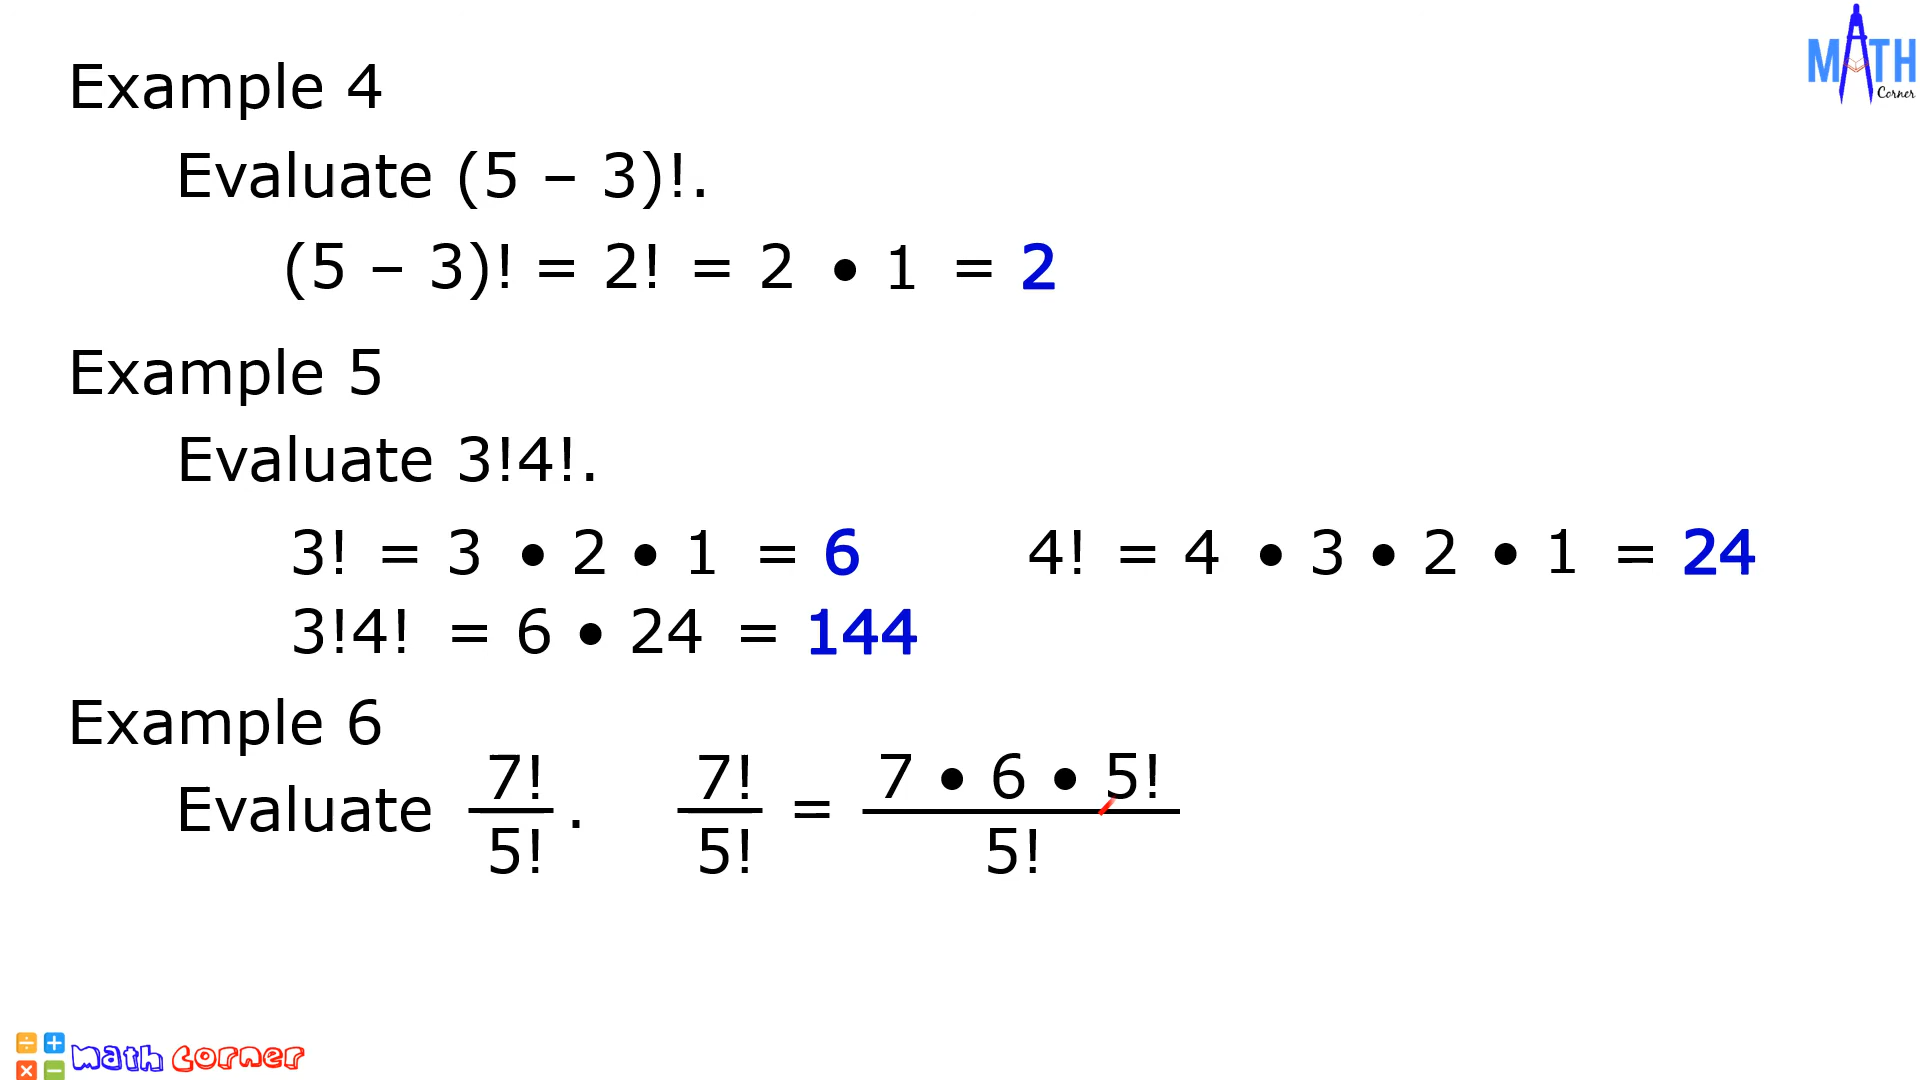 MATH
Corner
Example 4
Evaluate (5 – 3)!.
(5 – 3)! = 2! = 2 • 1 = 2
Example 5
Evaluate 3!4!.
3! = 3 • 2 • 1 = 6 4! = 4 • 3 • 2 • 1 = 24
3!4! = 6 • 24 = 144
Example 6
Evaluate 7!/5! . 7!/5! = 7 • 6 • 5!/5!
÷ + × − Math Corner